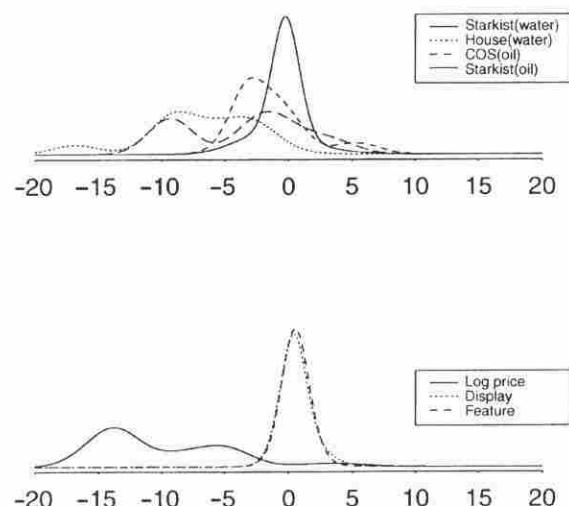 Starkist(water)
House(water)
COS(oil)
Starkist(oil)
-20 -15 -10 -5 0 5 10 15 20
Log price
Display
Feature
-20 -15 -10 -5 0 5 10 15 20